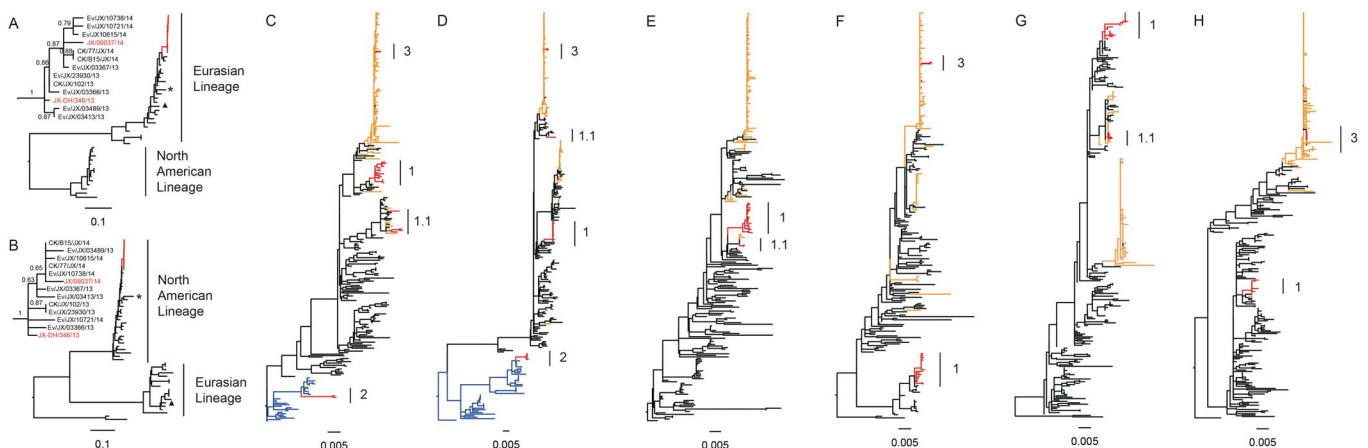 A
0.79
Ev/JX/10738/14
Ev/JX/10721/14
Ev/JX10615/14
0.87
JX/09037/14
0.88
CK/77/JX/14
CK/B15/JX/14
0.66
Ev/JX/03367/13
Ev/JX/23930/13
CK/JX/102/13
1
Ev/JX/03366/13
JX-DH/346/13
Ev/JX/03489/13
0.87
Ev/JX/03413/13
*
▲
Eurasian
Lineage
North
American
Lineage
0.1
B
CK/B15/JX/14
Ev/JX/03489/13
Ev/JX/10615/14
0.65
CK/77/JX/14
Ev/JX/10738/14
0.63
JX/09037/14
Ev/JX/03367/13
Ev/JX/03413/13
0.87
CK/JX/102/13
Ev/JX/23930/13
1
Ev/JX/10721/14
Ev/JX/03366/13
JX-DH/346/13
*
North
American
Lineage
Eurasian
Lineage
▲
0.1
C
3
1
1.1
2
0.005
D
3
1.1
1
2
0.005
E
1
1.1
0.005
F
3
1
0.005
G
1
1.1
0.005
H
3
1
0.005